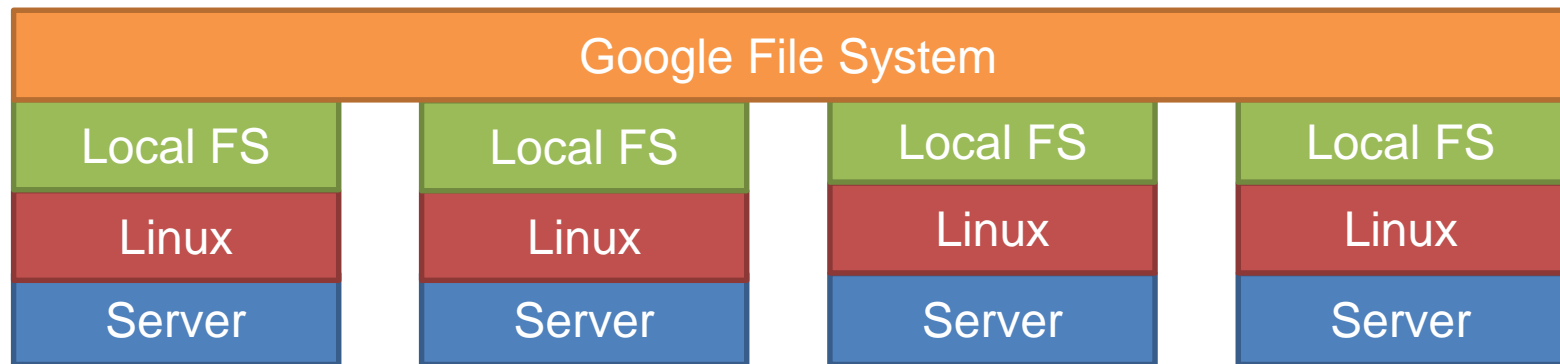 Google File System
Local FS
Local FS
Local FS
Local FS
Linux
Linux
Linux
Linux
Server
Server
Server
Server